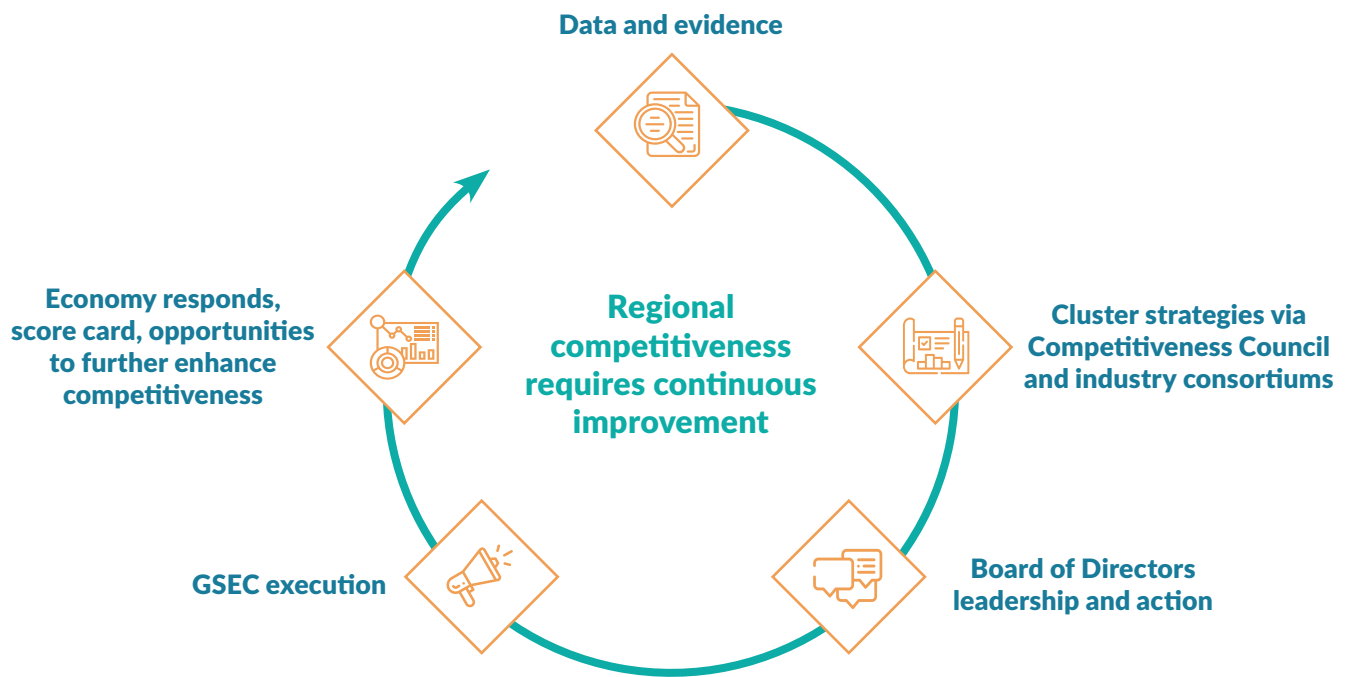 Data and evidence
Regional
competitiveness
requires continuous
improvement
Cluster strategies via
Competitiveness Council
and industry consortiums
Board of Directors
leadership and action
GSEC execution
Economy responds,
score card, opportunities
to further enhance
competitiveness